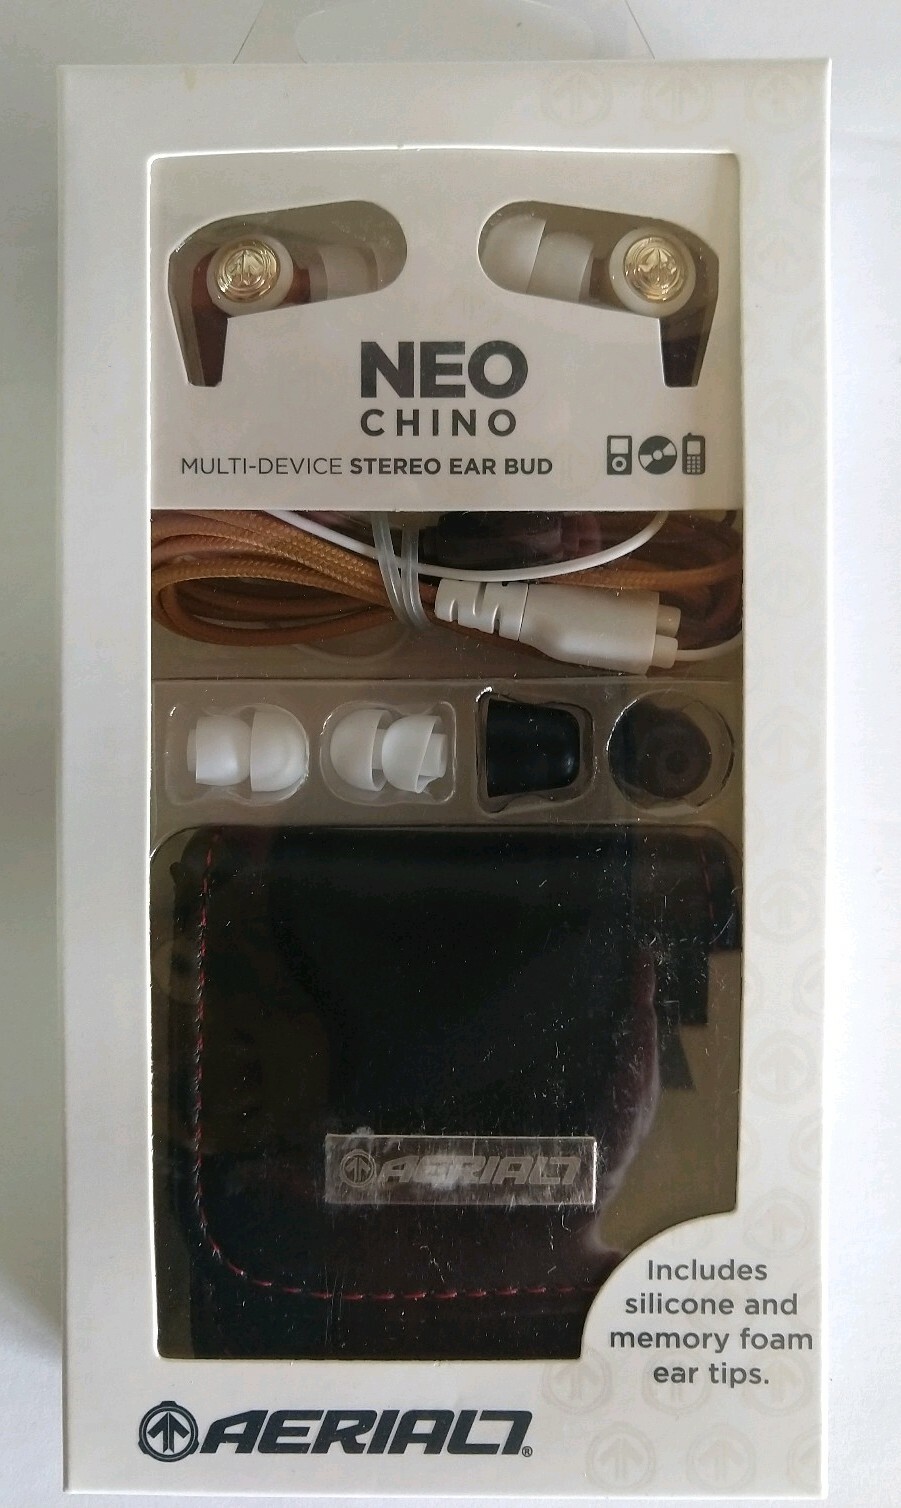 NEO
CHINO
MULTI-DEVICE STEREO EAR BUD
AERIAL7
Includes
silicone and
memory foam
ear tips.
AERIAL7®